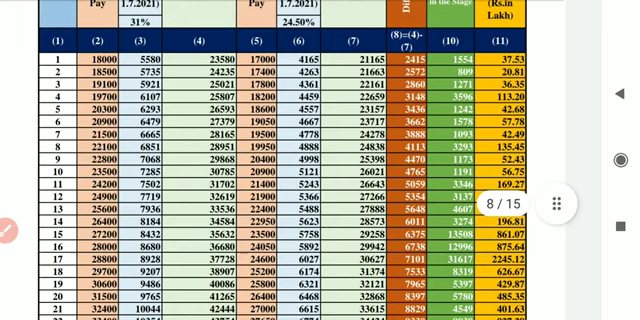 Pay 1.7.2021) Pay 1.7.2021) Dif in the Stage (Rs.in Lakh)
31% 24.50%
(1) (2) (3) (4) (5) (6) (7) (8)=(4)-(7) (10) (11)
1 18000 5580 23580 17000 4165 21165 2415 1554 37.53
2 18500 5735 24235 17400 4263 21663 2572 809 20.81
3 19100 5921 25021 17800 4361 22161 2860 1271 36.35
4 19700 6107 25807 18200 4459 22659 3148 3596 113.20
5 20300 6293 26593 18600 4557 23157 3436 1242 42.68
6 20900 6479 27379 19050 4667 23717 3662 1578 57.78
7 21500 6665 28165 19500 4778 24278 3888 1093 42.49
8 22100 6851 28951 19950 4888 24838 4113 3293 135.45
9 22800 7068 29868 20400 4998 25398 4470 1173 52.43
10 23500 7285 30785 20900 5121 26021 4765 1191 56.75
11 24200 7502 31702 21400 5243 26643 5059 3346 169.27
12 24900 7719 32619 21900 5366 27266 5354 3137
13 25600 7936 33536 22400 5488 27888 5648 4607
14 26400 8184 34584 22950 5623 28573 6011 3274 196.81
15 27200 8432 35632 23500 5758 29258 6375 13508 861.07
16 28000 8680 36680 24050 5892 29942 6738 12996 875.64
17 28800 8928 37728 24600 6027 30627 7101 31617 2245.12
18 29700 9207 38907 25200 6174 31374 7533 8319 626.67
19 30600 9486 40086 25800 6321 32121 7965 5397 429.87
20 31500 9765 41265 26400 6468 32868 8397 5780 485.35
21 32400 10044 42444 27000 6615 33615 8829 4549 401.63
8 / 15